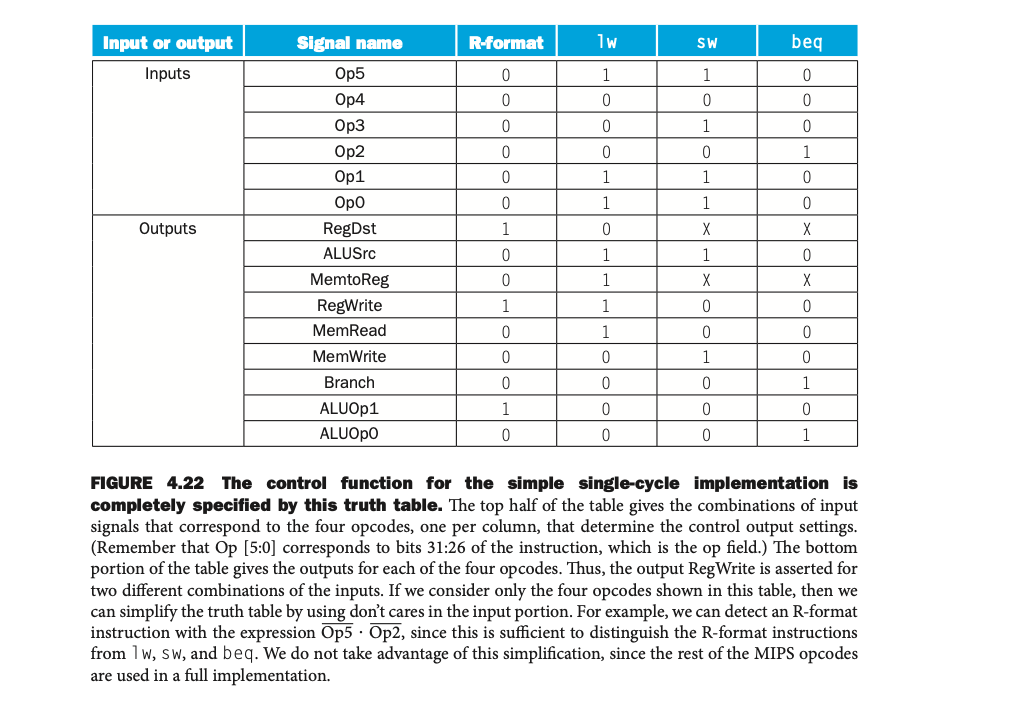 Input or output Signal name R-format lw sw beq
Inputs Op5 0 1 1 0
Op4 0 0 0 0
Op3 0 0 1 0
Op2 0 0 0 1
Op1 0 1 1 0
Op0 0 1 1 0
Outputs RegDst 1 0 X X
ALUSrc 0 1 1 0
MemtoReg 0 1 X X
RegWrite 1 1 0 0
MemRead 0 1 0 0
MemWrite 0 0 1 0
Branch 0 0 0 1
ALUOp1 1 0 0 0
ALUOp0 0 0 0 1
FIGURE 4.22 The control function for the simple single-cycle implementation is
completely specified by this truth table. The top half of the table gives the combinations of input
signals that correspond to the four opcodes, one per column, that determine the control output settings.
(Remember that Op [5:0] corresponds to bits 31:26 of the instruction, which is the op field.) The bottom
portion of the table gives the outputs for each of the four opcodes. Thus, the output RegWrite is asserted for
two different combinations of the inputs. If we consider only the four opcodes shown in this table, then we
can simplify the truth table by using don’t cares in the input portion. For example, we can detect an R-format
instruction with the expression O̅p̅5̅ · O̅p̅2̅, since this is sufficient to distinguish the R-format instructions
from lw, sw, and beq. We do not take advantage of this simplification, since the rest of the MIPS opcodes
are used in a full implementation.